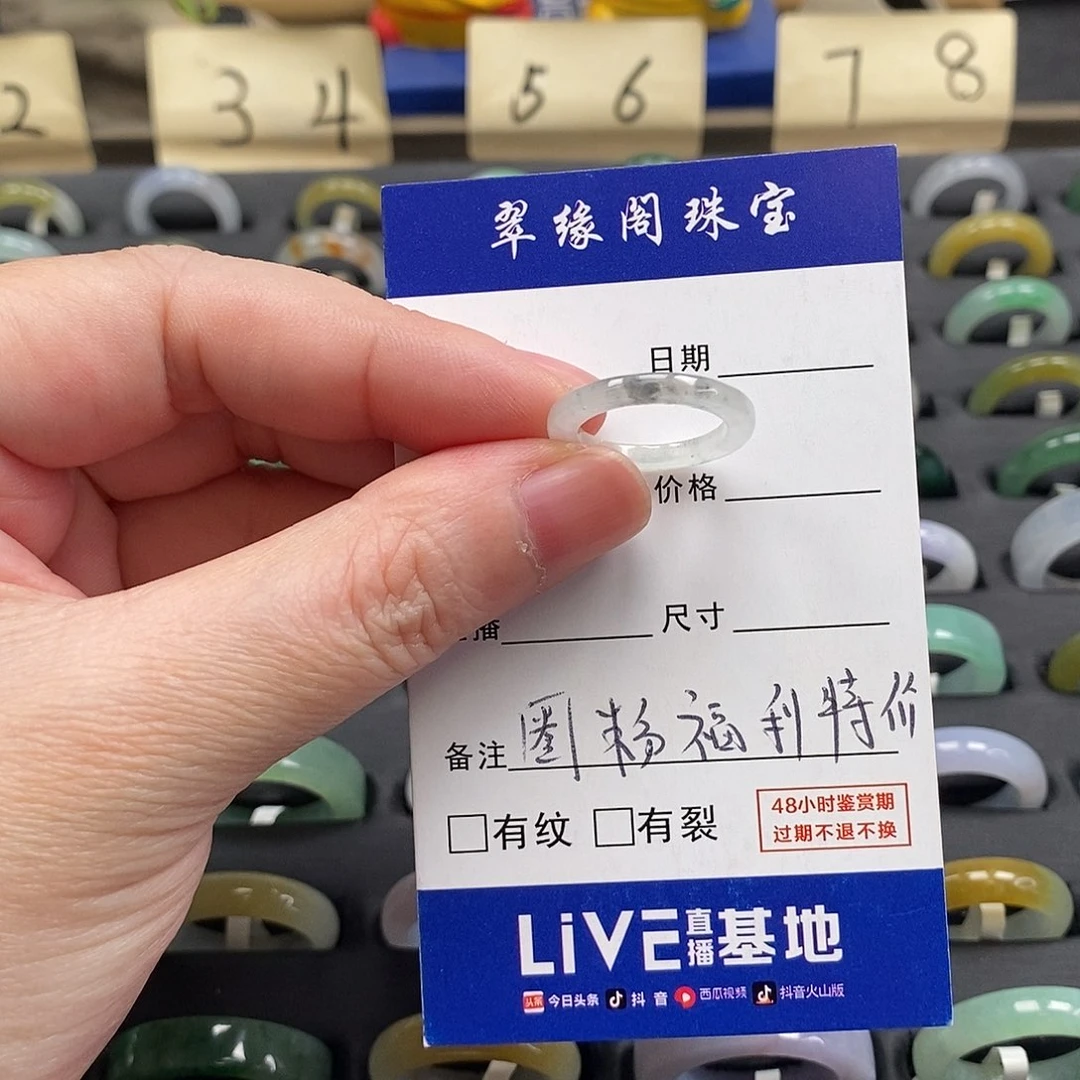 2
3 4
5 6
7 8
翠缘阁珠宝
日期
价格
播 尺寸
备注 圈粉福利特价
有纹 有裂
48小时鉴赏期
过期不退不换
LiVE直播基地
头条 今日头条 抖音 西瓜视频 抖音火山版